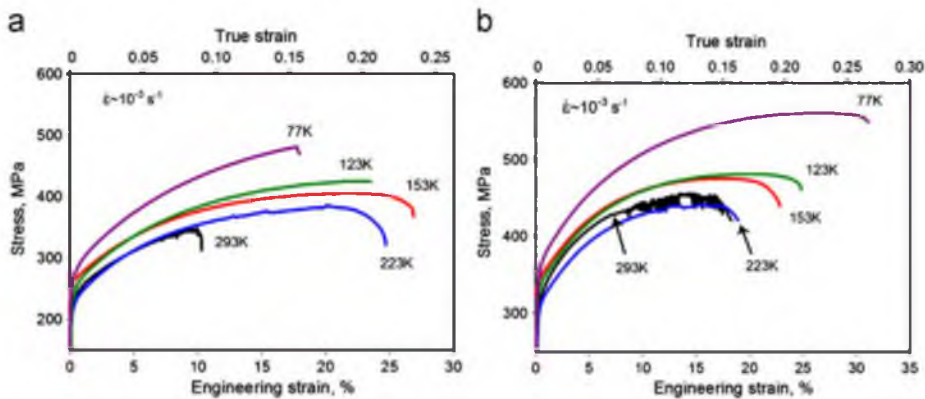 a
True strain
0 0.05 0.10 0.15 0.20 0.25
600
500
400
300
200
Stress, MPa
ε̇~10⁻³ s⁻¹
77K
123K
153K
293K
223K
0 5 10 15 20 25 30
Engineering strain, %
b
True strain
0 0.05 0.10 0.15 0.20 0.25 0.30
600
500
400
300
Stress, MPa
ε̇~10⁻³ s⁻¹
77K
123K
153K
293K
223K
0 5 10 15 20 25 30 35
Engineering strain, %